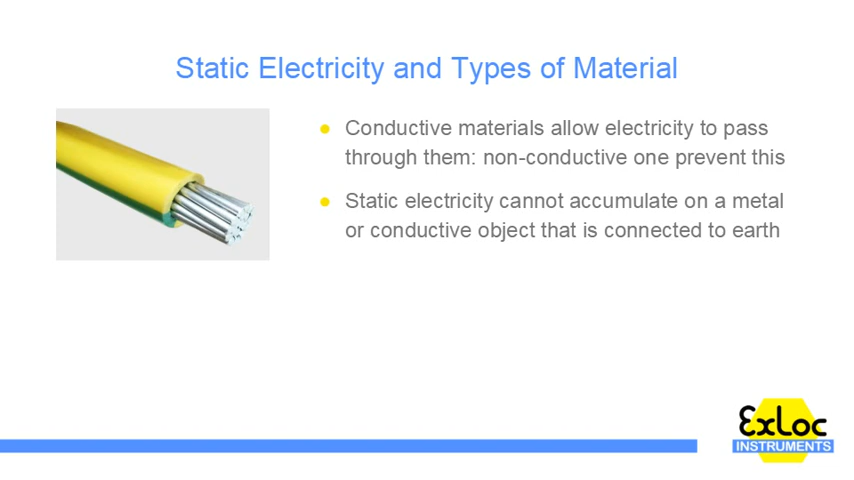 Static Electricity and Types of Material
● Conductive materials allow electricity to pass
through them: non-conductive one prevent this
● Static electricity cannot accumulate on a metal
or conductive object that is connected to earth
ExLoc
INSTRUMENTS